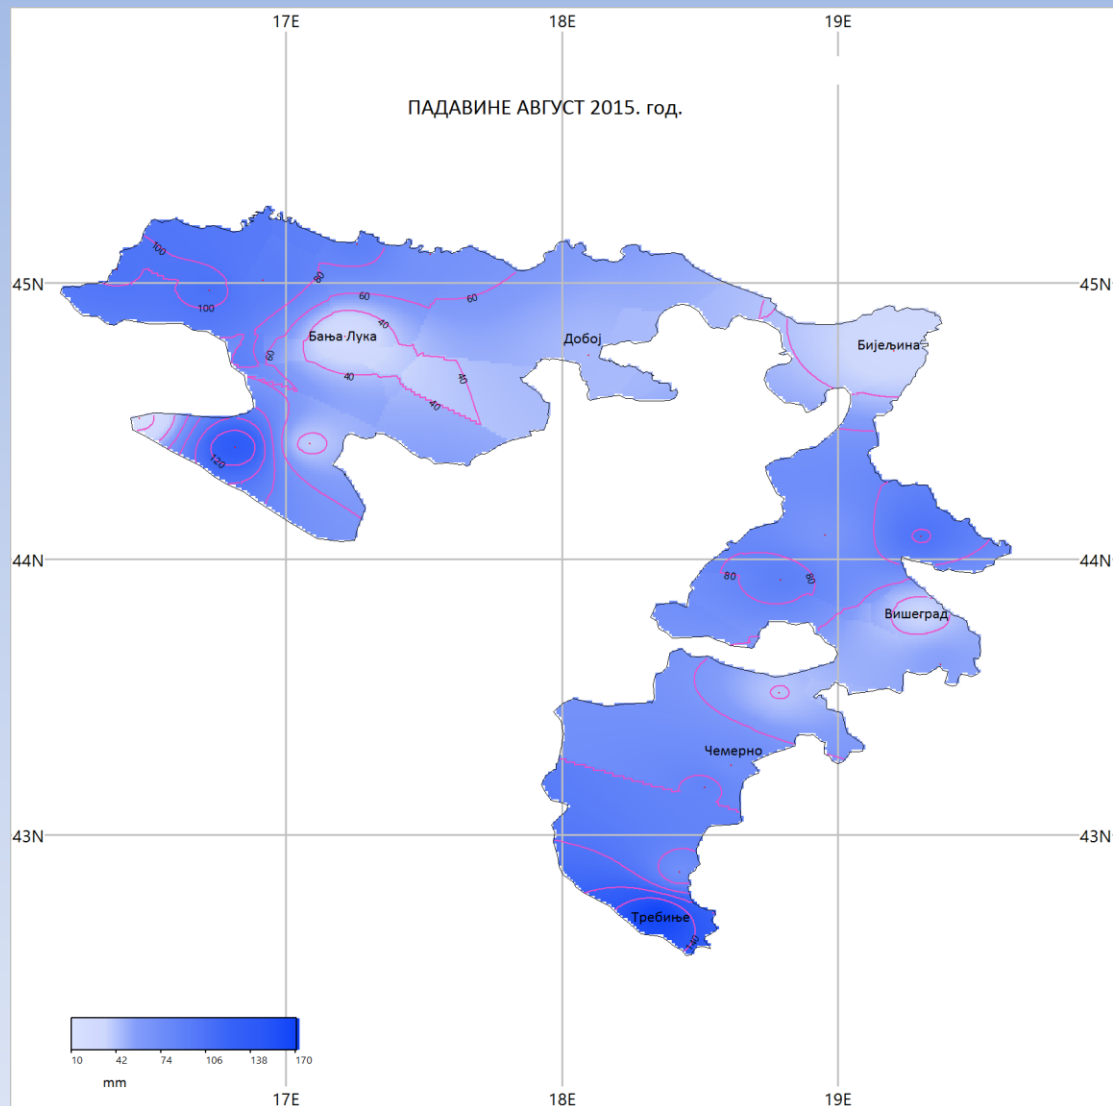 17E 18E 19E
ПАДАВИНЕ АВГУСТ 2015. год.
100
80
45N 45N
100
60
60
40
Бања Лука
Добој
Бијељина
60
40
40
40
120
44N 44N
80
80
Вишеград
Чемерно
43N 43N
Требиње
140
10 42 74 106 138 170
mm
17E 18E 19E